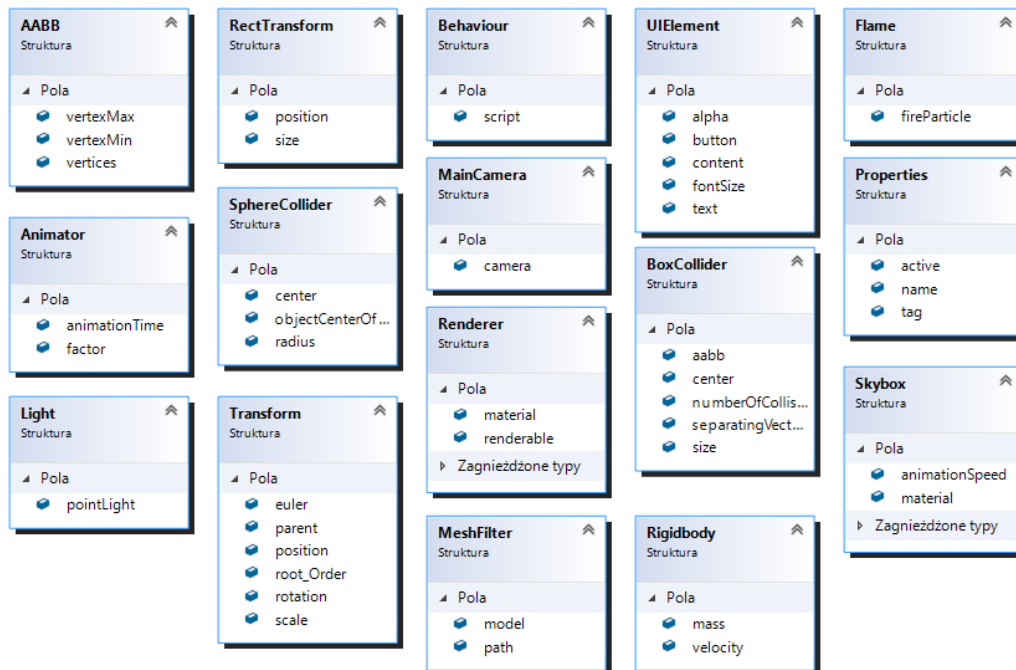 AABB
Struktura
Pola
vertexMax
vertexMin
vertices
Animator
Struktura
Pola
animationTime
factor
Light
Struktura
Pola
pointLight
RectTransform
Struktura
Pola
position
size
SphereCollider
Struktura
Pola
center
objectCenterOf ...
radius
Transform
Struktura
Pola
euler
parent
position
root_Order
rotation
scale
Behaviour
Struktura
Pola
script
MainCamera
Struktura
Pola
camera
Renderer
Struktura
Pola
material
renderable
Zagnieżdżone typy
MeshFilter
Struktura
Pola
model
path
UIElement
Struktura
Pola
alpha
button
content
fontSize
text
BoxCollider
Struktura
Pola
aabb
center
numberOfCollis...
separatingVect...
size
Rigidbody
Struktura
Pola
mass
velocity
Flame
Struktura
Pola
fireParticle
Properties
Struktura
Pola
active
name
tag
Skybox
Struktura
Pola
animationSpeed
material
Zagnieżdżone typy